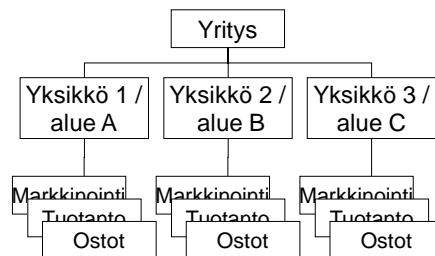 Yritys
Yksikkö 1 / Yksikkö 2 / Yksikkö 3 /
alue A alue B alue C
Markkinointi Markkinointi Markkinointi
Tuotanto Tuotanto Tuotanto
Ostot Ostot Ostot